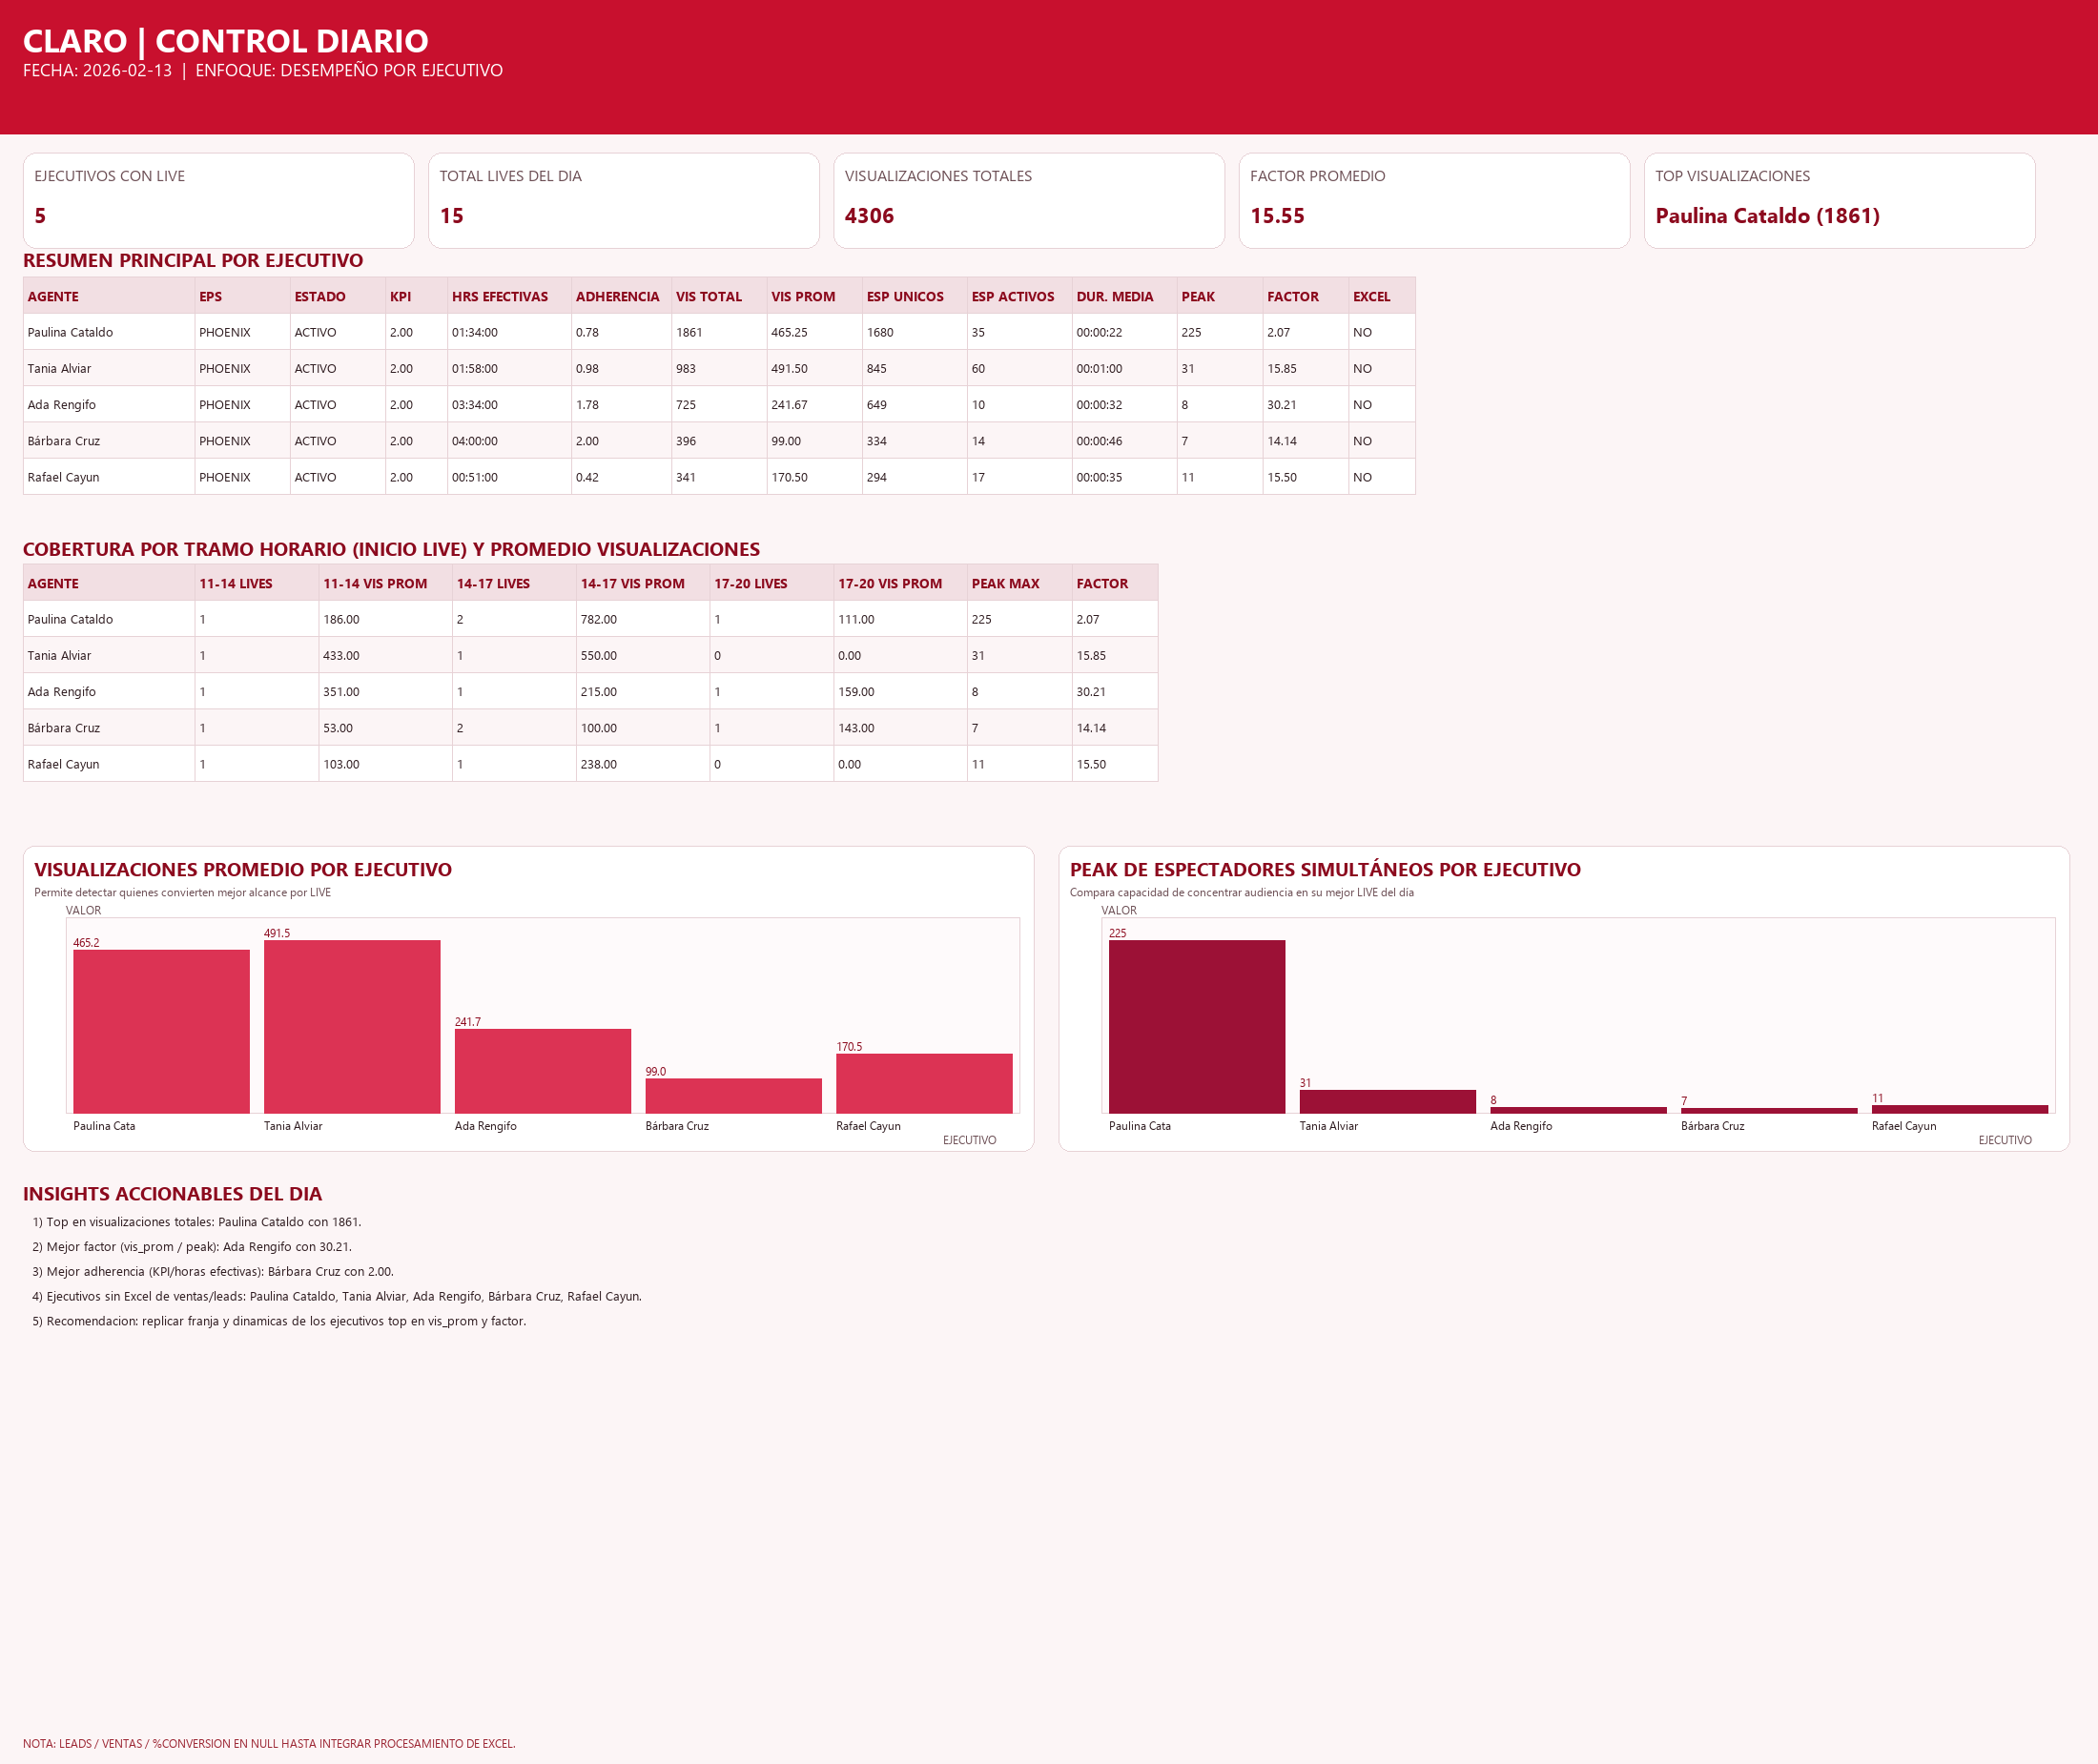 CLARO | CONTROL DIARIO
FECHA: 2026-02-13 | ENFOQUE: DESEMPEÑO POR EJECUTIVO
EJECUTIVOS CON LIVE
5
TOTAL LIVES DEL DIA
15
VISUALIZACIONES TOTALES
4306
FACTOR PROMEDIO
15.55
TOP VISUALIZACIONES
Paulina Cataldo (1861)
RESUMEN PRINCIPAL POR EJECUTIVO
AGENTE EPS ESTADO KPI HRS EFECTIVAS ADHERENCIA VIS TOTAL VIS PROM ESP UNICOS ESP ACTIVOS DUR. MEDIA PEAK FACTOR EXCEL
Paulina Cataldo PHOENIX ACTIVO 2.00 01:34:00 0.78 1861 465.25 1680 35 00:00:22 225 2.07 NO
Tania Alviar PHOENIX ACTIVO 2.00 01:58:00 0.98 983 491.50 845 60 00:01:00 31 15.85 NO
Ada Rengifo PHOENIX ACTIVO 2.00 03:34:00 1.78 725 241.67 649 10 00:00:32 8 30.21 NO
Bárbara Cruz PHOENIX ACTIVO 2.00 04:00:00 2.00 396 99.00 334 14 00:00:46 7 14.14 NO
Rafael Cayun PHOENIX ACTIVO 2.00 00:51:00 0.42 341 170.50 294 17 00:00:35 11 15.50 NO
COBERTURA POR TRAMO HORARIO (INICIO LIVE) Y PROMEDIO VISUALIZACIONES
AGENTE 11-14 LIVES 11-14 VIS PROM 14-17 LIVES 14-17 VIS PROM 17-20 LIVES 17-20 VIS PROM PEAK MAX FACTOR
Paulina Cataldo 1 186.00 2 782.00 1 111.00 225 2.07
Tania Alviar 1 433.00 1 550.00 0 0.00 31 15.85
Ada Rengifo 1 351.00 1 215.00 1 159.00 8 30.21
Bárbara Cruz 1 53.00 2 100.00 1 143.00 7 14.14
Rafael Cayun 1 103.00 1 238.00 0 0.00 11 15.50
VISUALIZACIONES PROMEDIO POR EJECUTIVO
Permite detectar quienes convierten mejor alcance por LIVE
VALOR
465.2 491.5 241.7 99.0 170.5
Paulina Cata Tania Alviar Ada Rengifo Bárbara Cruz Rafael Cayun
EJECUTIVO
PEAK DE ESPECTADORES SIMULTÁNEOS POR EJECUTIVO
Compara capacidad de concentrar audiencia en su mejor LIVE del día
VALOR
225 31 8 7 11
Paulina Cata Tania Alviar Ada Rengifo Bárbara Cruz Rafael Cayun
EJECUTIVO
INSIGHTS ACCIONABLES DEL DIA
1) Top en visualizaciones totales: Paulina Cataldo con 1861.
2) Mejor factor (vis_prom / peak): Ada Rengifo con 30.21.
3) Mejor adherencia (KPI/horas efectivas): Bárbara Cruz con 2.00.
4) Ejecutivos sin Excel de ventas/leads: Paulina Cataldo, Tania Alviar, Ada Rengifo, Bárbara Cruz, Rafael Cayun.
5) Recomendacion: replicar franja y dinamicas de los ejecutivos top en vis_prom y factor.
NOTA: LEADS / VENTAS / %CONVERSION EN NULL HASTA INTEGRAR PROCESAMIENTO DE EXCEL.